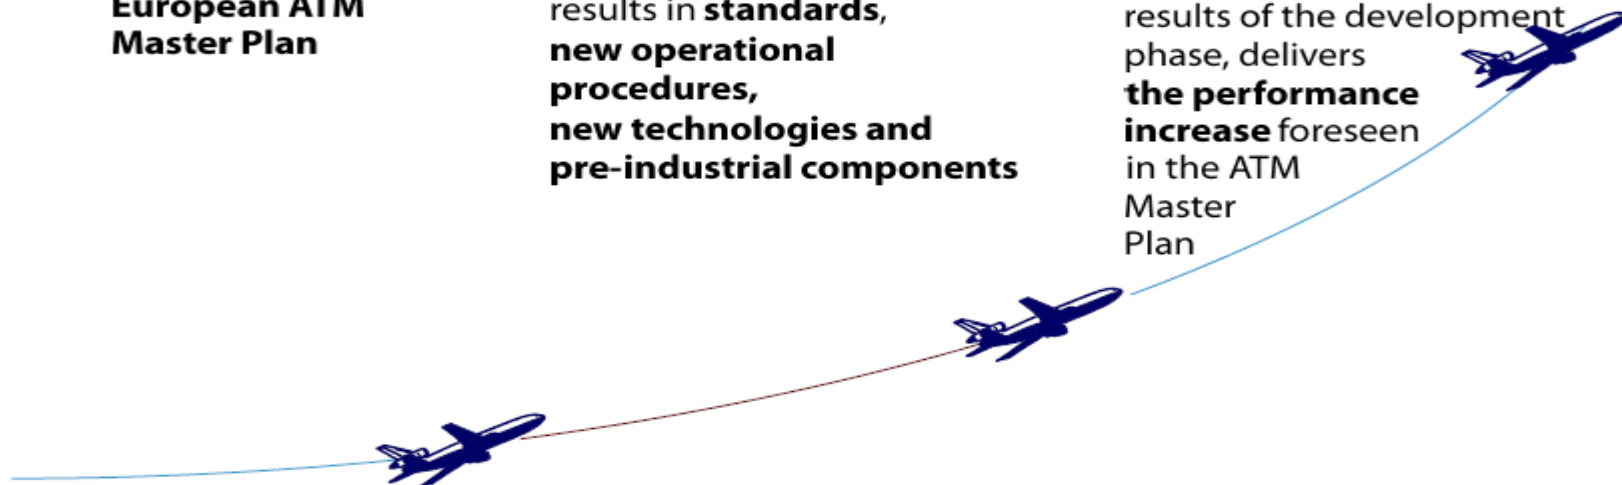 European ATM
Master Plan
results in standards,
new operational
procedures,
new technologies and
pre-industrial components
results of the development
phase, delivers
the performance
increase foreseen
in the ATM
Master
Plan